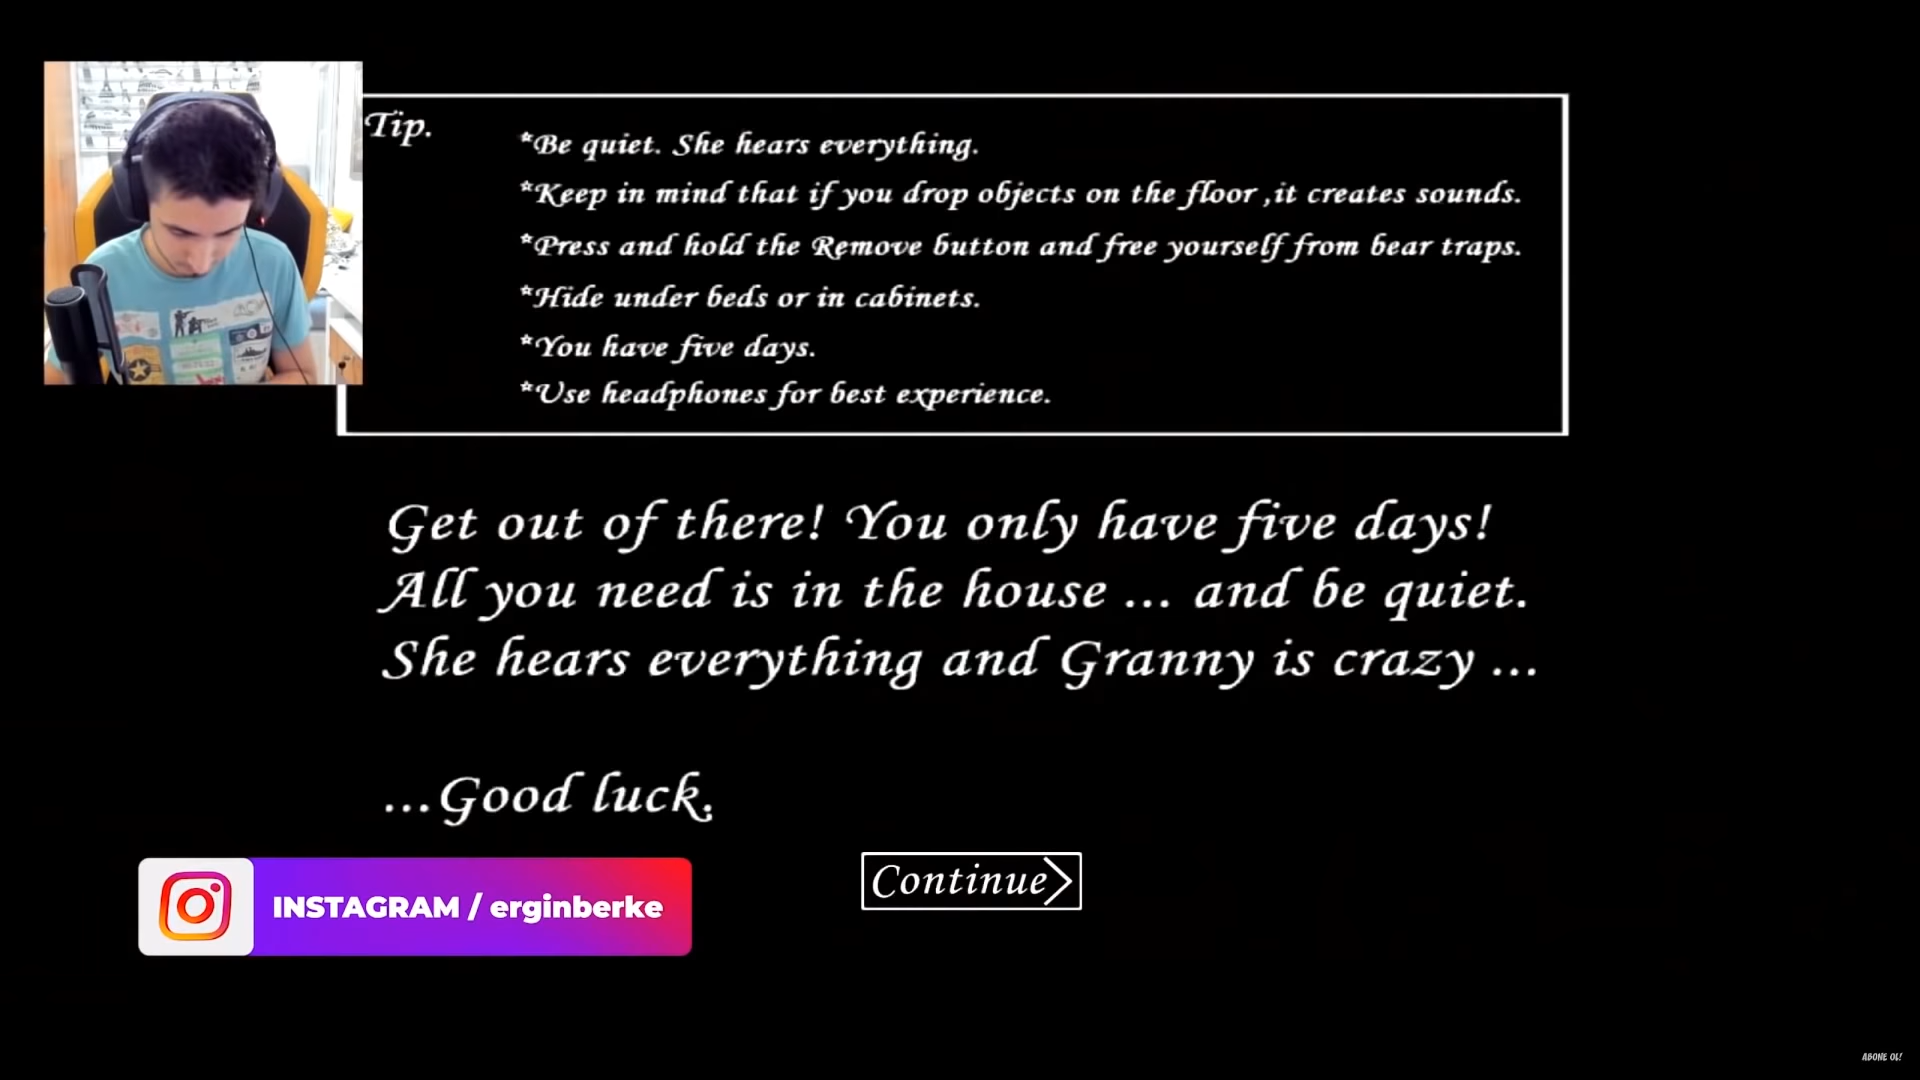 Tip.
*Be quiet. She hears everything.
*Keep in mind that if you drop objects on the floor ,it creates sounds.
*Press and hold the Remove button and free yourself from bear traps.
*Hide under beds or in cabinets.
*You have five days.
*Use headphones for best experience.
Get out of there! You only have five days!
All you need is in the house ... and be quiet.
She hears everything and Granny is crazy ...
...Good luck.
Continue
INSTAGRAM / erginberke
ABONE OL!